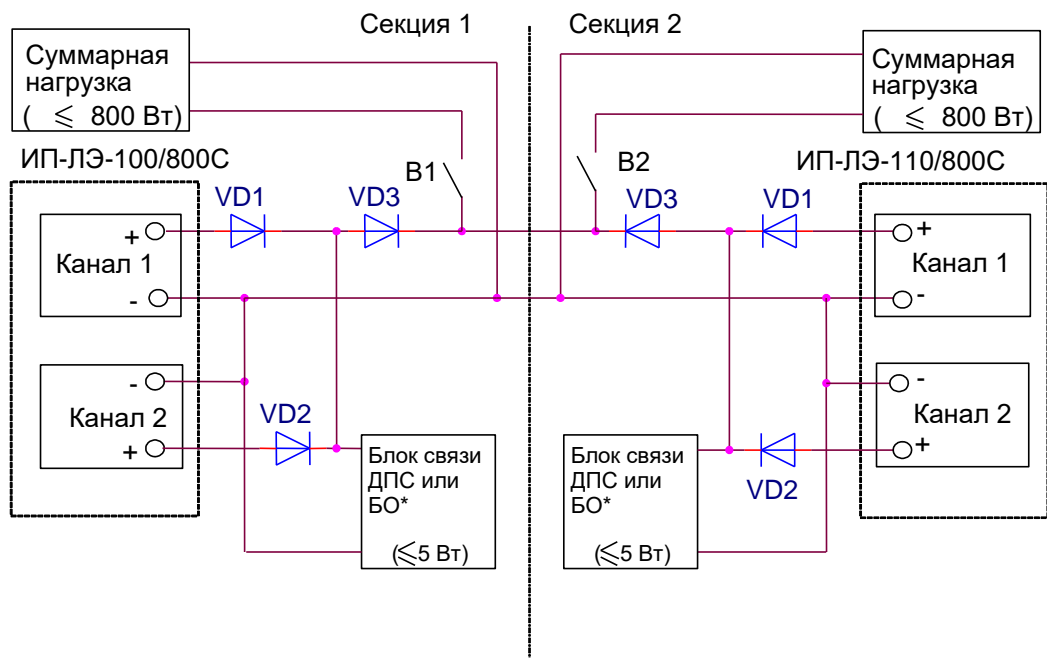 Секция 1
Секция 2
Суммарная
нагрузка
( ⩽ 800 Вт)
Суммарная
нагрузка
( ⩽ 800 Вт)
ИП-ЛЭ-100/800С
ИП-ЛЭ-110/800С
В1
В2
VD1
VD3
VD3
VD1
+
Канал 1
-
+
Канал 1
-
-
Канал 2
+
-
Канал 2
+
VD2
VD2
Блок связи
ДПС или
БО*
(⩽5 Вт)
Блок связи
ДПС или
БО*
(⩽5 Вт)